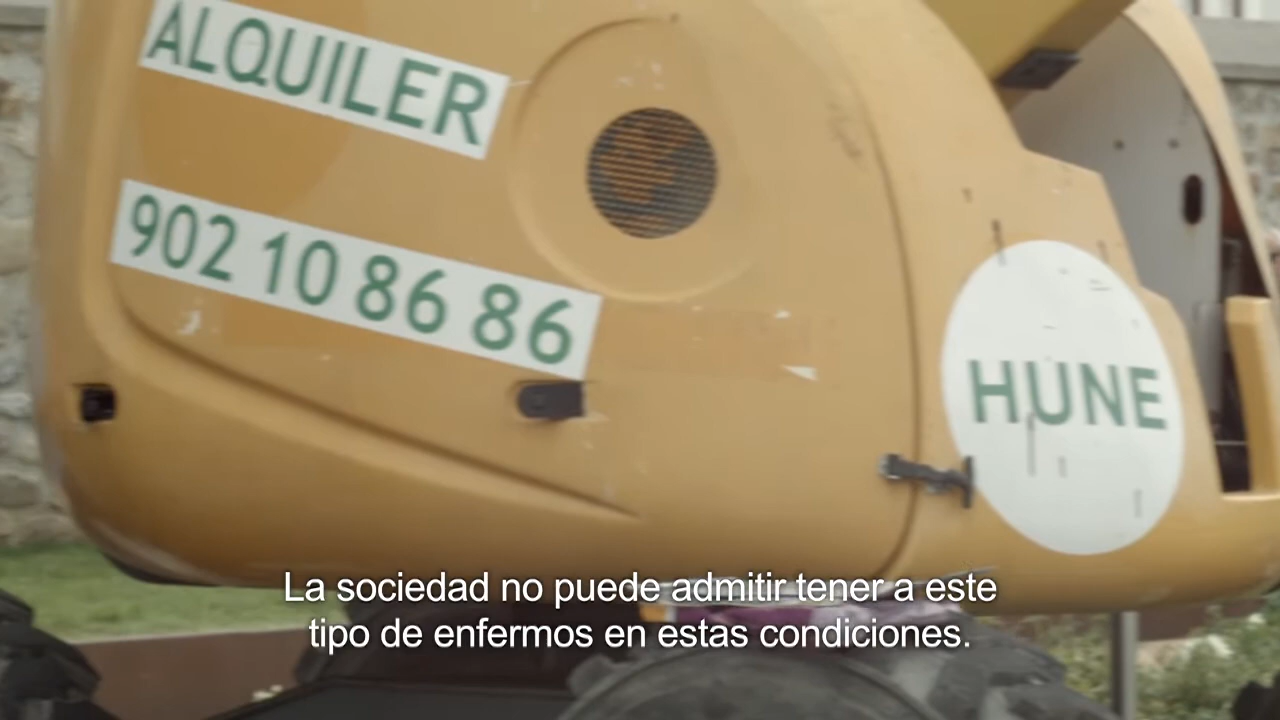 ALQUILER
902 10 86 86
HUNE
La sociedad no puede admitir tener a este
tipo de enfermos en estas condiciones.